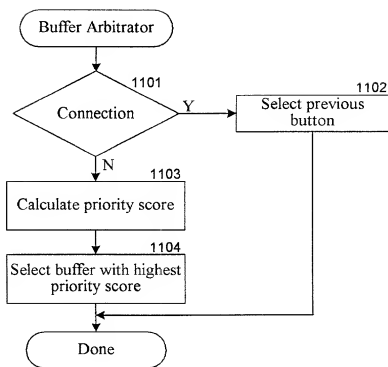 Buffer Arbitrator
1101
Connection
Y
1102
Select previous
button
N
1103
Calculate priority score
1104
Select buffer with highest
priority score
Done